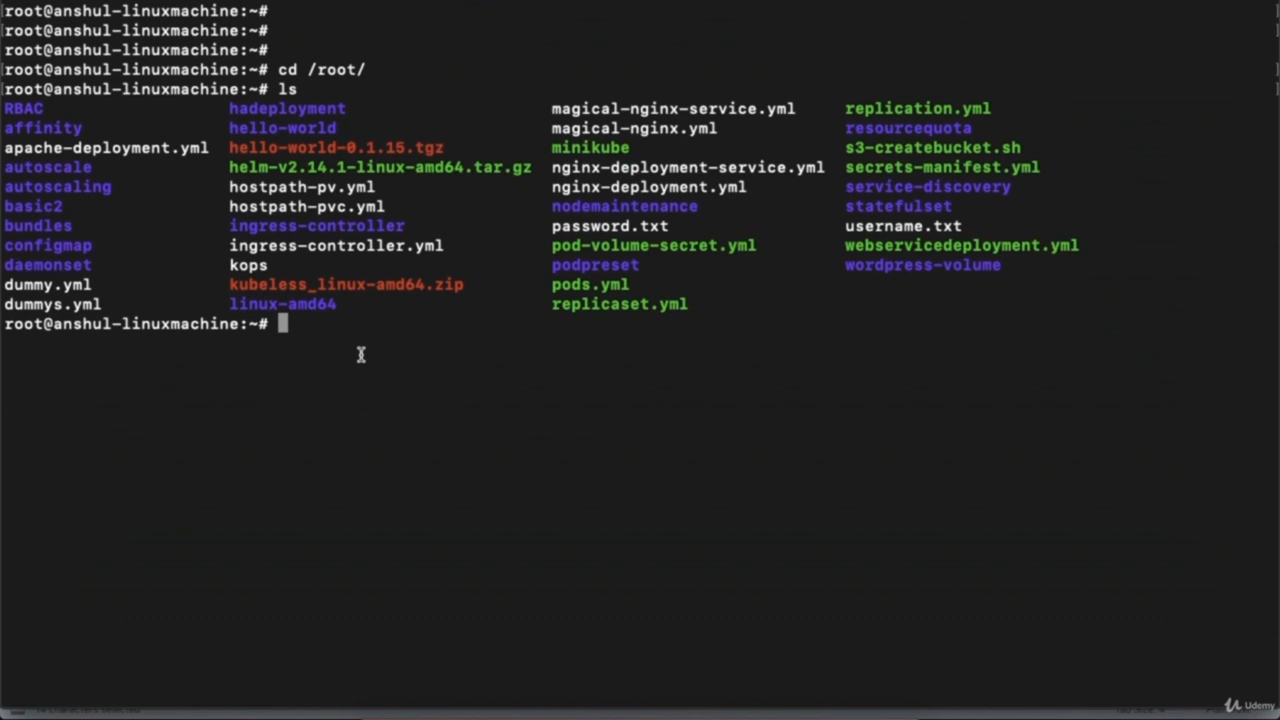 root@anshul-linuxmachine:~#
root@anshul-linuxmachine:~#
root@anshul-linuxmachine:~#
root@anshul-linuxmachine:~# cd /root/
root@anshul-linuxmachine:~# ls
RBAC hadeployment magical-nginx-service.yml replication.yml
affinity hello-world magical-nginx.yml resourcequota
apache-deployment.yml hello-world-0.1.15.tgz minikube s3-createbucket.sh
autoscale helm-v2.14.1-linux-amd64.tar.gz nginx-deployment-service.yml secrets-manifest.yml
autoscaling hostpath-pv.yml nginx-deployment.yml service-discovery
basic2 hostpath-pvc.yml nodemaintenance statefulset
bundles ingress-controller password.txt username.txt
configmap ingress-controller.yml pod-volume-secret.yml webservicedeployment.yml
daemonset kops podpreset wordpress-volume
dummy.yml kubeless_linux-amd64.zip pods.yml
dummys.yml linux-amd64 replicaset.yml
root@anshul-linuxmachine:~#
characters selected
Udemy